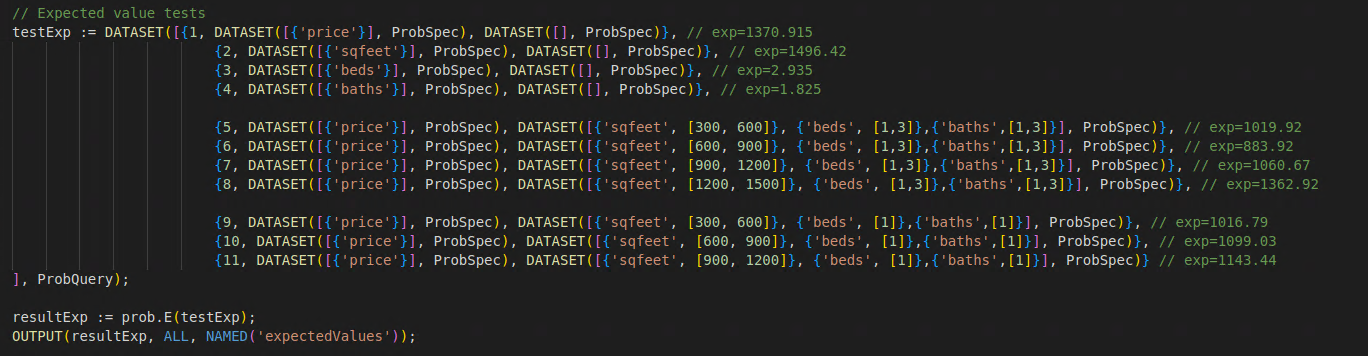 // Expected value tests
testExp := DATASET([{1, DATASET([{'price'}], ProbSpec), DATASET([], ProbSpec)}, // exp=1370.915
{2, DATASET([{'sqfeet'}], ProbSpec), DATASET([], ProbSpec)}, // exp=1496.42
{3, DATASET([{'beds'}], ProbSpec), DATASET([], ProbSpec)}, // exp=2.935
{4, DATASET([{'baths'}], ProbSpec), DATASET([], ProbSpec)}, // exp=1.825
{5, DATASET([{'price'}], ProbSpec), DATASET([{'sqfeet', [300, 600]}, {'beds', [1,3]},{'baths',[1,3]}], ProbSpec)}, // exp=1019.92
{6, DATASET([{'price'}], ProbSpec), DATASET([{'sqfeet', [600, 900]}, {'beds', [1,3]},{'baths',[1,3]}], ProbSpec)}, // exp=883.92
{7, DATASET([{'price'}], ProbSpec), DATASET([{'sqfeet', [900, 1200]}, {'beds', [1,3]},{'baths',[1,3]}], ProbSpec)}, // exp=1060.67
{8, DATASET([{'price'}], ProbSpec), DATASET([{'sqfeet', [1200, 1500]}, {'beds', [1,3]},{'baths',[1,3]}], ProbSpec)}, // exp=1362.92
{9, DATASET([{'price'}], ProbSpec), DATASET([{'sqfeet', [300, 600]}, {'beds', [1]},{'baths',[1]}], ProbSpec)}, // exp=1016.79
{10, DATASET([{'price'}], ProbSpec), DATASET([{'sqfeet', [600, 900]}, {'beds', [1]},{'baths',[1]}], ProbSpec)}, // exp=1099.03
{11, DATASET([{'price'}], ProbSpec), DATASET([{'sqfeet', [900, 1200]}, {'beds', [1]},{'baths',[1]}], ProbSpec)} // exp=1143.44
], ProbQuery);
resultExp := prob.E(testExp);
OUTPUT(resultExp, ALL, NAMED('expectedValues'));